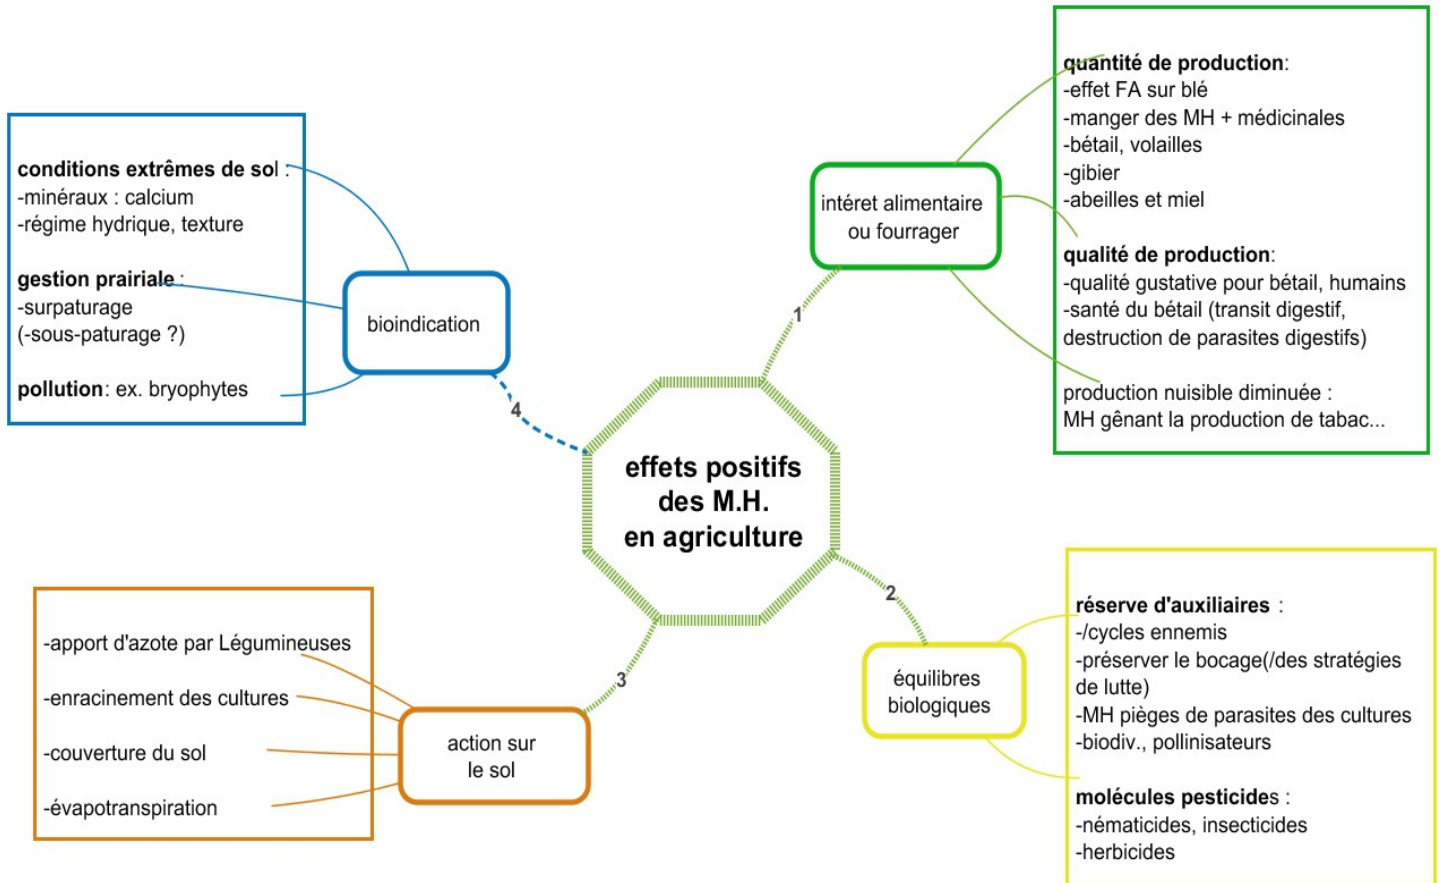 effets positifs
des M.H.
en agriculture
1
intéret alimentaire
ou fourrager
quantité de production:
-effet FA sur blé
-manger des MH + médicinales
-bétail, volailles
-gibier
-abeilles et miel
qualité de production:
-qualité gustative pour bétail, humains
-santé du bétail (transit digestif,
destruction de parasites digestifs)
production nuisible diminuée :
MH gênant la production de tabac...
2
équilibres
biologiques
réserve d'auxiliaires :
-/cycles ennemis
-préserver le bocage(/des stratégies
de lutte)
-MH pièges de parasites des cultures
-biodiv., pollinisateurs
molécules pesticides :
-nématicides, insecticides
-herbicides
3
action sur
le sol
-apport d'azote par Légumineuses
-enracinement des cultures
-couverture du sol
-évapotranspiration
4
bioindication
conditions extrêmes de sol :
-minéraux : calcium
-régime hydrique, texture
gestion prairiale :
-surpaturage
(-sous-paturage ?)
pollution: ex. bryophytes